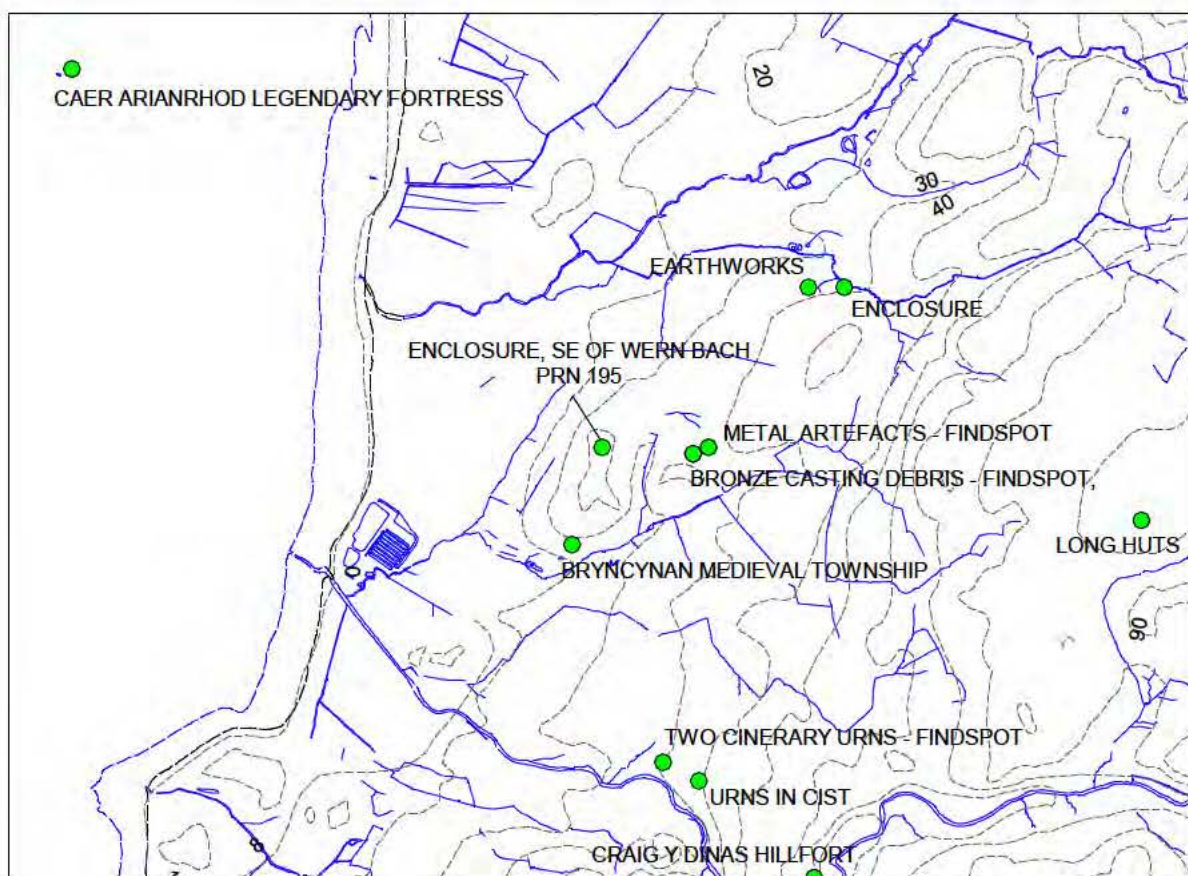 CAER ARIANRHOD LEGENDARY FORTRESS
20
30
40
EARTHWORKS
ENCLOSURE
ENCLOSURE, SE OF WERN BACH
PRN 195
METAL ARTEFACTS - FINDSPOT
BRONZE CASTING DEBRIS - FINDSPOT,
LONG HUTS
0
BRYNCYNAN MEDIEVAL TOWNSHIP
90
TWO CINERARY URNS - FINDSPOT
URNS IN CIST
CRAIG Y DINAS HILLFORT